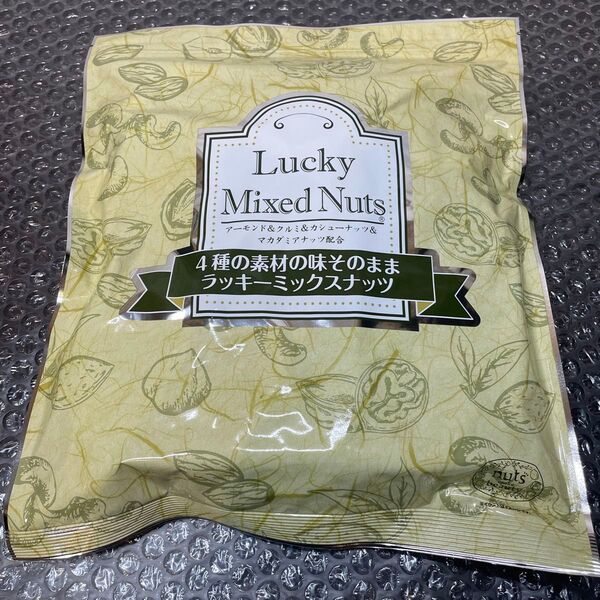 Lucky
Mixed Nuts®
アーモンド&クルミ&カシューナッツ&
マカダミアナッツ配合
4種の素材の味そのまま
ラッキーミックスナッツ
nuts